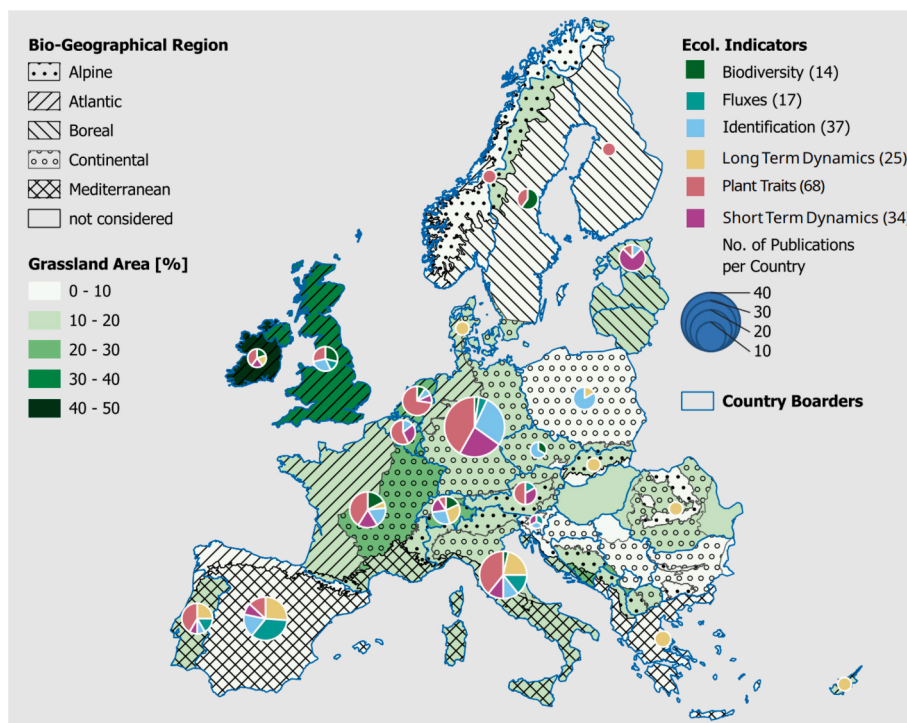 Bio-Geographical Region
Alpine
Atlantic
Boreal
Continental
Mediterranean
not considered
Grassland Area [%]
0 - 10
10 - 20
20 - 30
30 - 40
40 - 50
Ecol. Indicators
Biodiversity (14)
Fluxes (17)
Identification (37)
Long Term Dynamics (25)
Plant Traits (68)
Short Term Dynamics (34)
No. of Publications
per Country
40
30
20
10
Country Boarders